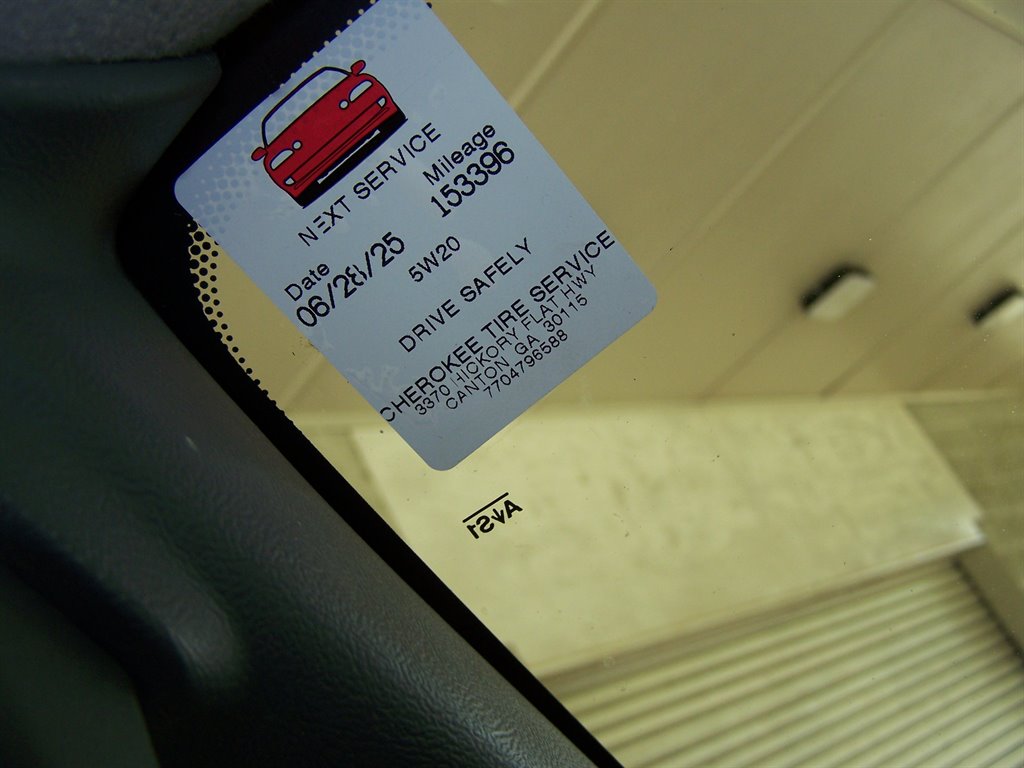 NEXT SERVICE
Date Mileage
06/28/25 153396
5W20
DRIVE SAFELY
CHEROKEE TIRE SERVICE
3370 HICKORY FLAT HWY
CANTON GA 30115
7704796588
AS1